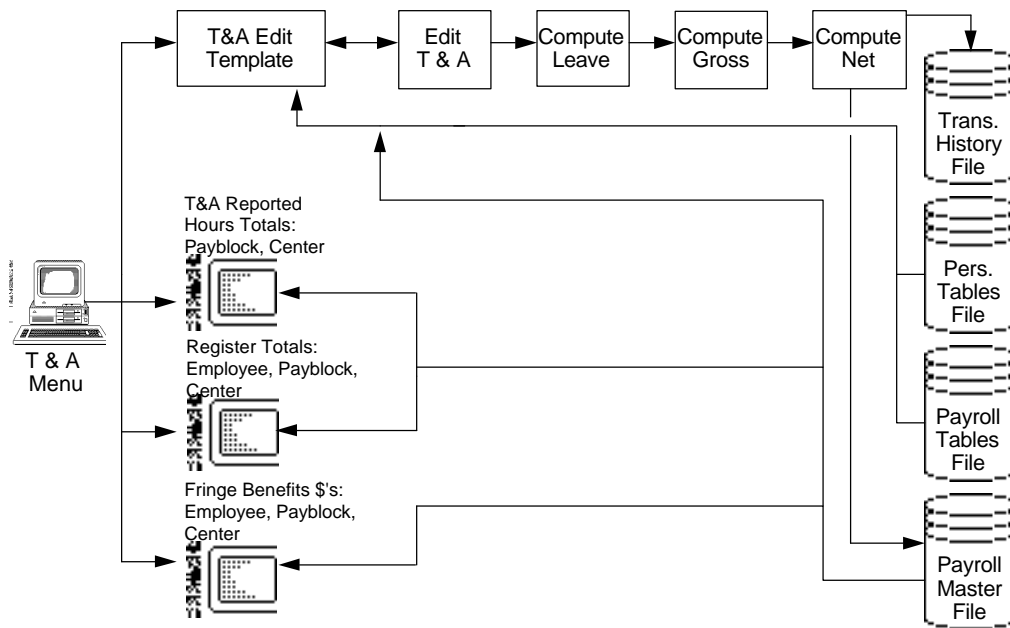 T&A Edit
Template
Edit
T & A
Compute
Leave
Compute
Gross
Compute
Net
Trans.
History
File
T&A Reported
Hours Totals:
Payblock, Center
Pers.
Tables
File
T & A
Menu
Register Totals:
Employee, Payblock,
Center
Payroll
Tables
File
Fringe Benefits $'s:
Employee, Payblock,
Center
Payroll
Master
File